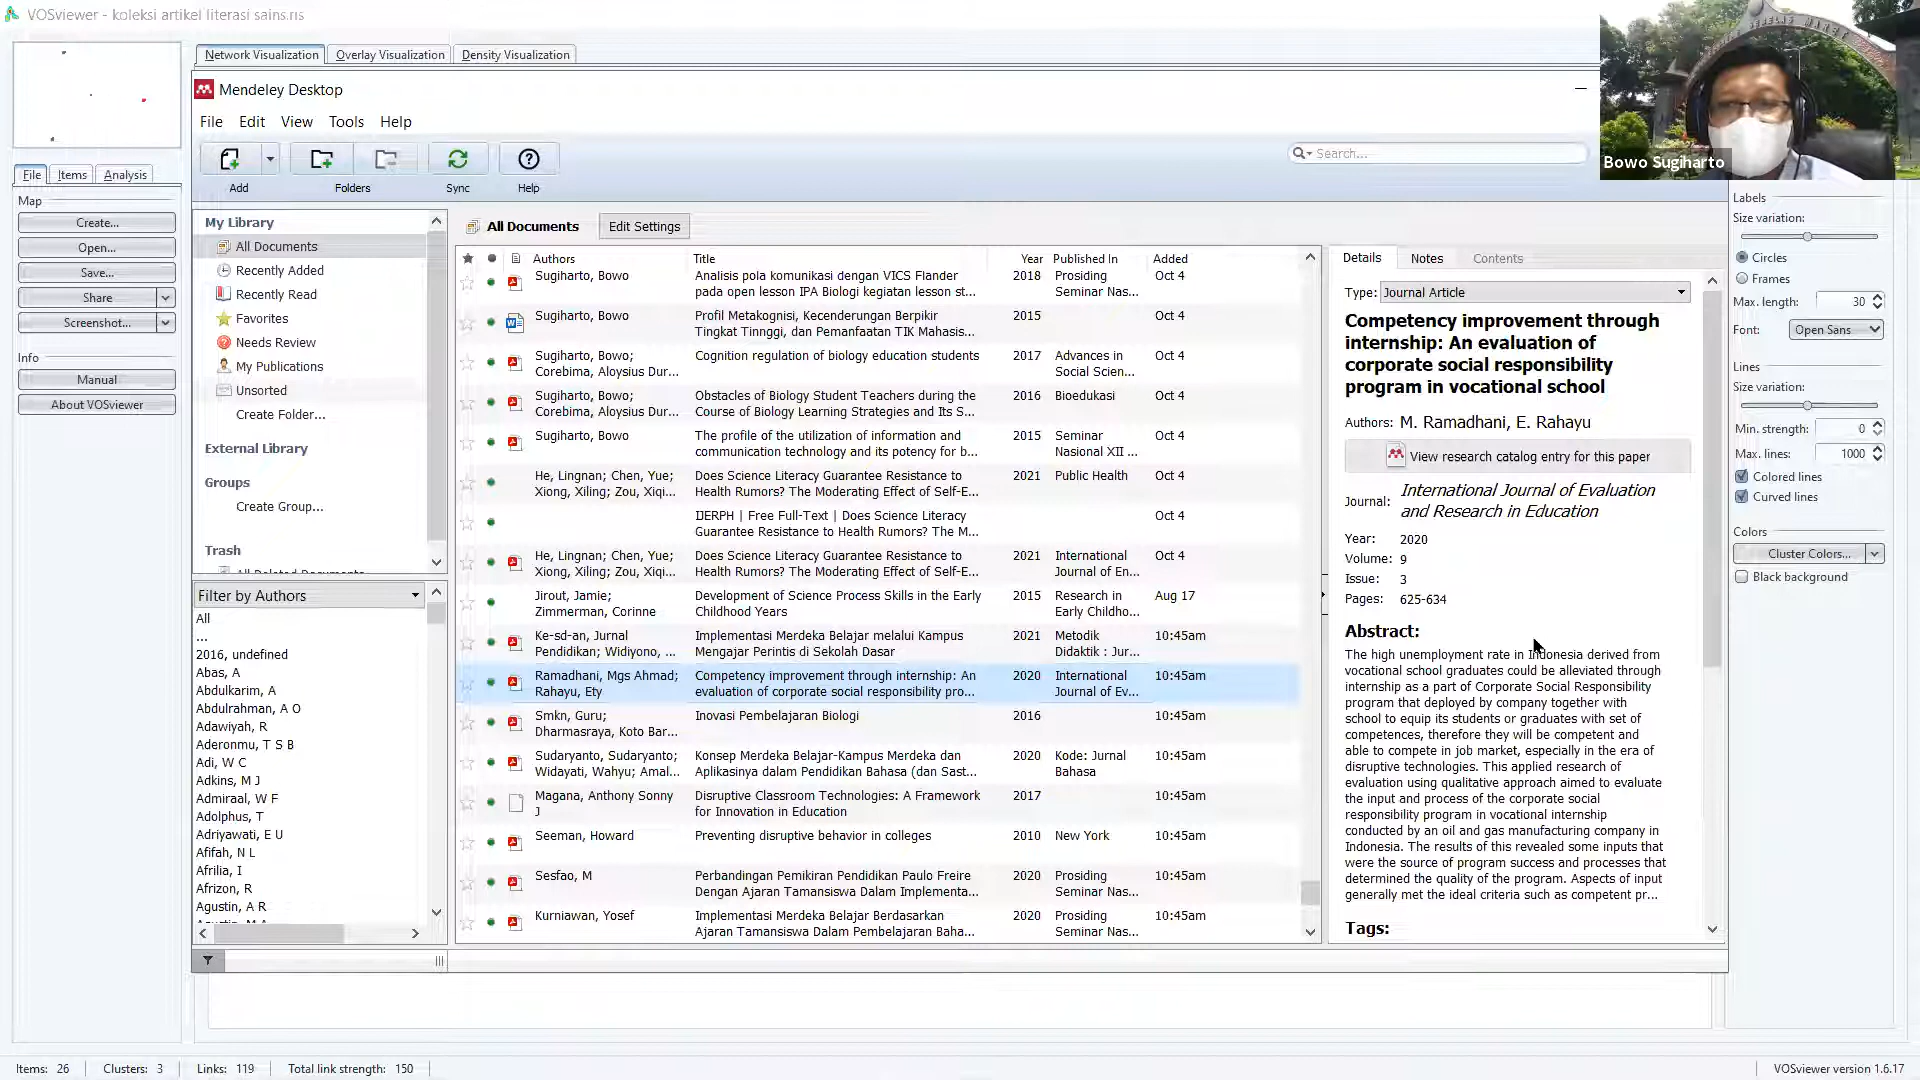 VOSviewer - koleksi artikel literasi sains.ris
Network Visualization
Overlay Visualization
Density Visualization
Mendeley Desktop
File
Edit
View
Tools
Help
Add
Folders
Sync
Help
Search...
Bowo Sugiharto
File
Items
Analysis
Map
Create...
Open...
Save...
Share
Screenshot...
Info
Manual
About VOSviewer
My Library
All Documents
Recently Added
Recently Read
Favorites
Needs Review
My Publications
Unsorted
Create Folder...
External Library
Groups
Create Group...
Trash
All Deleted Documents
Filter by Authors
All
...
2016, undefined
Abas, A
Abdulkarim, A
Abdulrahman, A O
Adawiyah, R
Aderonmu, T S B
Adi, W C
Adkins, M J
Admiraal, W F
Adolphus, T
Adriyawati, E U
Afifah, N L
Afrilia, I
Afrizon, R
Agustin, A R
All Documents
Edit Settings
Authors Title Year Published In Added
Sugiharto, Bowo Analisis pola komunikasi dengan VICS Flander 2018 Prosiding Oct 4
pada open lesson IPA Biologi kegiatan lesson st... Seminar Nas...
Sugiharto, Bowo Profil Metakognisi, Kecenderungan Berpikir 2015 Oct 4
Tingkat Tinnggi, dan Pemanfaatan TIK Mahasis...
Sugiharto, Bowo; Cognition regulation of biology education students 2017 Advances in Oct 4
Corebima, Aloysius Dur... Social Scien...
Sugiharto, Bowo; Obstacles of Biology Student Teachers during the 2016 Bioedukasi Oct 4
Corebima, Aloysius Dur... Course of Biology Learning Strategies and Its S...
Sugiharto, Bowo The profile of the utilization of information and 2015 Seminar Oct 4
communication technology and its potency for b... Nasional XII ...
He, Lingnan; Chen, Yue; Does Science Literacy Guarantee Resistance to 2021 Public Health Oct 4
Xiong, Xiling; Zou, Xiqi... Health Rumors? The Moderating Effect of Self-E...
IJERPH | Free Full-Text | Does Science Literacy Oct 4
Guarantee Resistance to Health Rumors? The M...
He, Lingnan; Chen, Yue; Does Science Literacy Guarantee Resistance to 2021 International Oct 4
Xiong, Xiling; Zou, Xiqi... Health Rumors? The Moderating Effect of Self-E... Journal of En...
Jirout, Jamie; Development of Science Process Skills in the Early 2015 Research in Aug 17
Zimmerman, Corinne Childhood Years Early Childho...
Ke-sd-an, Jurnal Implementasi Merdeka Belajar melalui Kampus 2021 Metodik 10:45am
Pendidikan; Widiyono, ... Mengajar Perintis di Sekolah Dasar Didaktik : Jur...
Ramadhani, Mgs Ahmad; Competency improvement through internship: An 2020 International 10:45am
Rahayu, Ety evaluation of corporate social responsibility pro... Journal of Ev...
Smkn, Guru; Inovasi Pembelajaran Biologi 2016 10:45am
Dharmasraya, Koto Bar...
Sudaryanto, Sudaryanto; Konsep Merdeka Belajar-Kampus Merdeka dan 2020 Kode: Jurnal 10:45am
Widayati, Wahyu; Amal... Aplikasinya dalam Pendidikan Bahasa (dan Sast... Bahasa
Magana, Anthony Sonny Disruptive Classroom Technologies: A Framework 2017 10:45am
J for Innovation in Education
Seeman, Howard Preventing disruptive behavior in colleges 2010 New York 10:45am
Sesfao, M Perbandingan Pemikiran Pendidikan Paulo Freire 2020 Prosiding 10:45am
Dengan Ajaran Tamansiswa Dalam Implementa... Seminar Nas...
Kurniawan, Yosef Implementasi Merdeka Belajar Berdasarkan 2020 Prosiding 10:45am
Ajaran Tamansiswa Dalam Pembelajaran Baha... Seminar Nas...
Details
Notes
Contents
Type: Journal Article
Competency improvement through
internship: An evaluation of
corporate social responsibility
program in vocational school
Authors: M. Ramadhani, E. Rahayu
View research catalog entry for this paper
Journal: International Journal of Evaluation
and Research in Education
Year: 2020
Volume: 9
Issue: 3
Pages: 625-634
Abstract:
The high unemployment rate in Indonesia derived from
vocational school graduates could be alleviated through
internship as a part of Corporate Social Responsibility
program that deployed by company together with
school to equip its students or graduates with set of
competences, therefore they will be competent and
able to compete in job market, especially in the era of
disruptive technologies. This applied research of
evaluation using qualitative approach aimed to evaluate
the input and process of the corporate social
responsibility program in vocational internship
conducted by an oil and gas manufacturing company in
Indonesia. The results of this revealed some inputs that
were the source of program success and processes that
determined the quality of the program. Aspects of input
generally met the ideal criteria such as competent pr...
Tags:
Labels
Size variation:
Circles
Frames
Max. length: 30
Font: Open Sans
Lines
Size variation:
Min. strength: 0
Max. lines: 1000
Colored lines
Curved lines
Colors
Cluster Colors...
Black background
Items: 26
Clusters: 3
Links: 119
Total link strength: 150
VOSviewer version 1.6.17